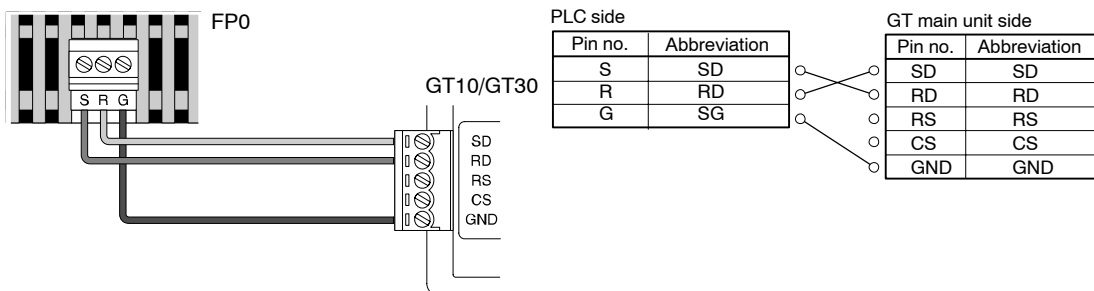 FP0
S R G
GT10/GT30
SD
RD
RS
CS
GND
PLC side
Pin no. Abbreviation
S SD
R RD
G SG
GT main unit side
Pin no. Abbreviation
SD SD
RD RD
RS RS
CS CS
GND GND